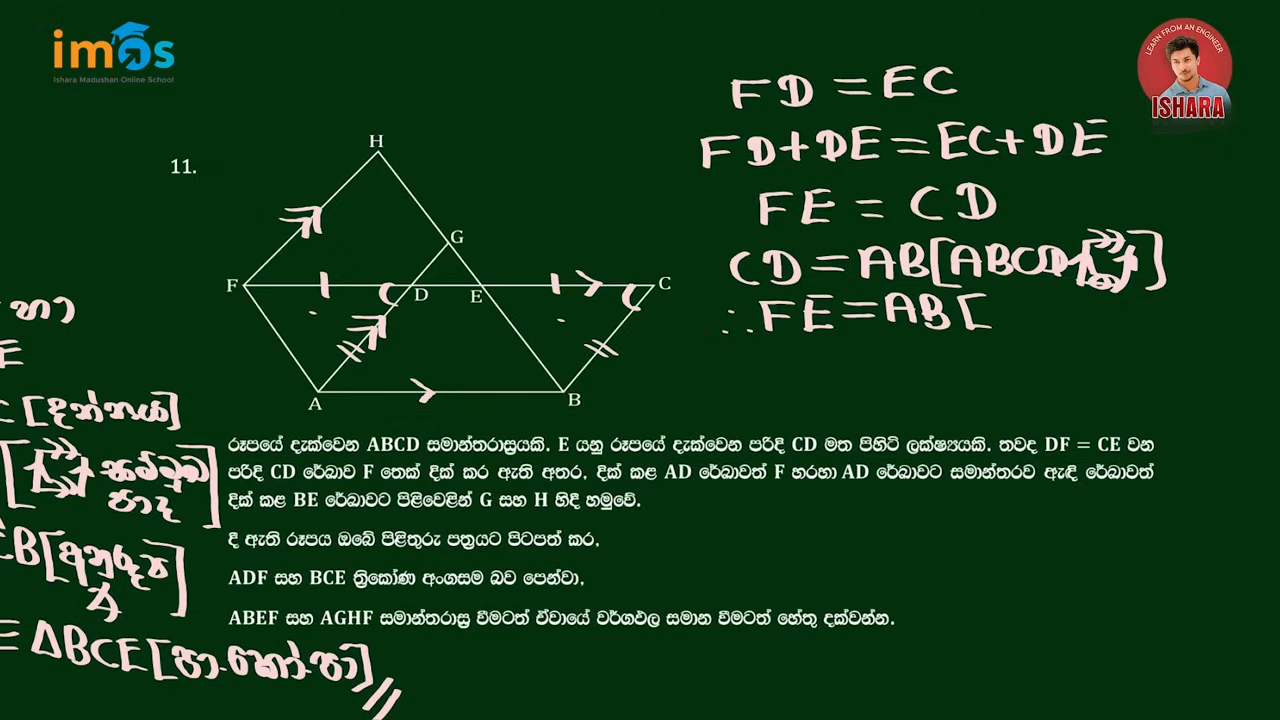 imos
Ishara Madushan Online School
LEARN FROM AN ENGINEER
ISHARA
11.
H
G
F
D
E
C
A
B
FD = EC
FD+DE = EC+DE
FE = CD
CD = AB [ABCD
∴ FE = AB [
හා
E
C [දත්තය]
[සම්මුඛ
පාද]
EB [අනුරූප
∆BCE [පා.කෝ.පා]//
රූපයේ දැක්වෙන ABCD සමාන්තරාස්‍රයකි. E යනු රූපයේ දැක්වෙන පරිදි CD මත පිහිටි ලක්ෂ්‍යයකි. තවද DF = CE වන
පරිදි CD රේඛාව F තෙක් දික් කර ඇති අතර, දික් කළ AD රේඛාවත් F හරහා AD රේඛාවට සමාන්තරව ඇඳි රේඛාවත්
දික් කළ BE රේඛාවට පිළිවෙළින් G සහ H හිදී හමුවේ.
දී ඇති රූපය ඔබේ පිළිතුරු පත්‍රයට පිටපත් කර,
ADF සහ BCE ත්‍රිකෝණ අංගසම බව පෙන්වා,
ABEF සහ AGHF සමාන්තරාස්‍ර වීමටත් ඒවායේ වර්ගඵල සමාන වීමටත් හේතු දක්වන්න.